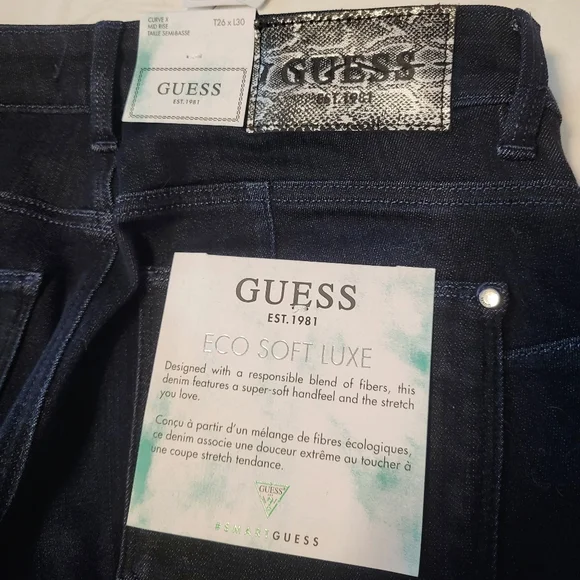 CURVE X
MID RISE
TAILLE SEMI-BASSE
T26 x L30
GUESS
EST.1981
GUESS
EST.1981
GUESS
EST.1981
ECO SOFT LUXE
Designed with a responsible blend of fibers, this
denim features a super-soft handfeel and the stretch
you love.
Conçu à partir d'un mélange de fibres écologiques,
ce denim associe une douceur extrême au toucher à
une coupe stretch tendance.
GUESS
#SMARTGUESS